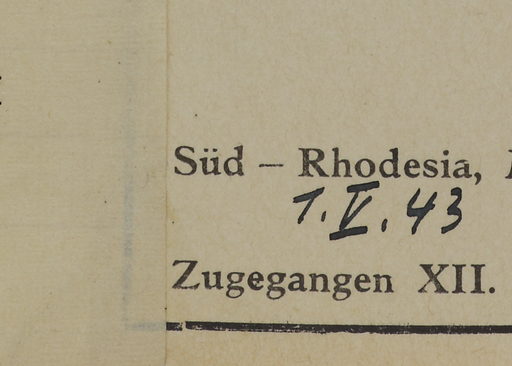 Süd – Rhodesia,
1.V.43
Zugegangen XII.